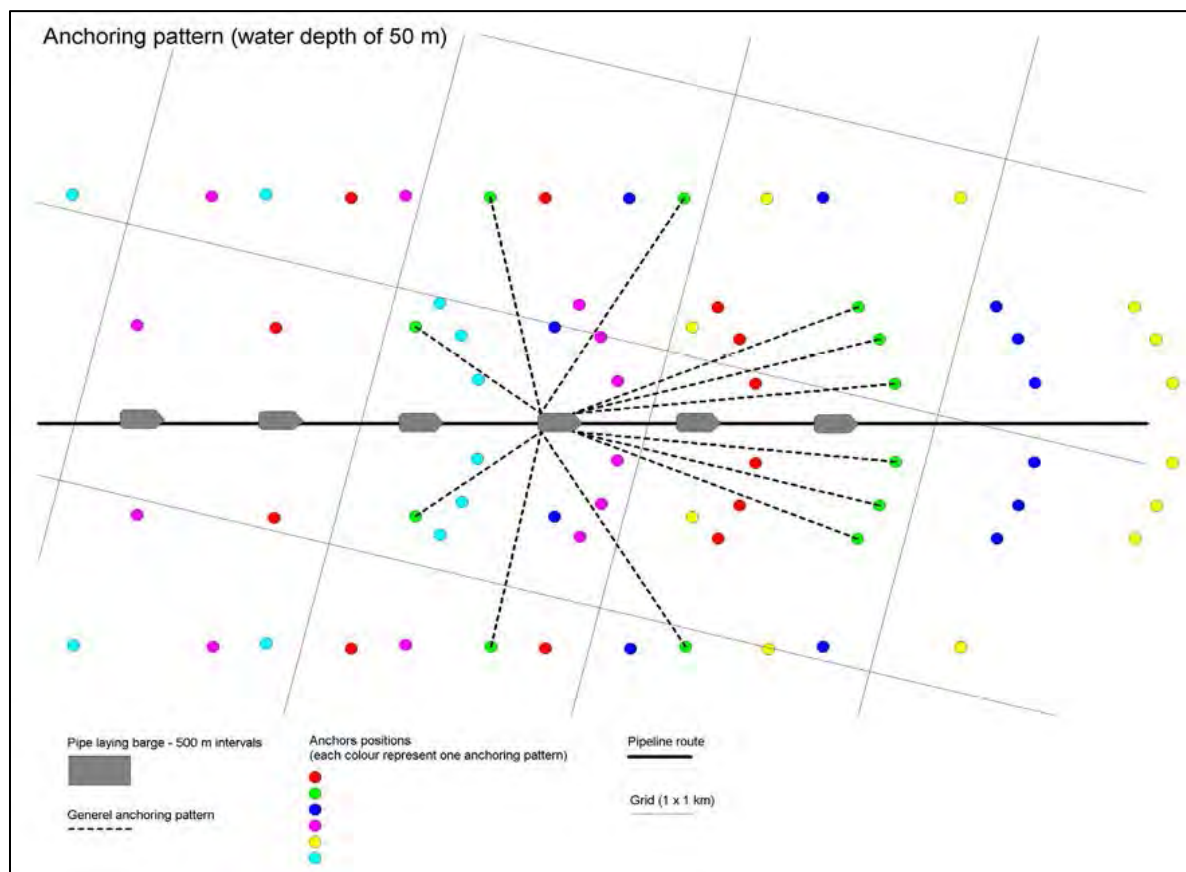 Anchoring pattern (water depth of 50 m)
Pipe laying barge - 500 m intervals
Generel anchoring pattern
Anchors positions
(each colour represent one anchoring pattern)
Pipeline route
Grid (1 x 1 km)